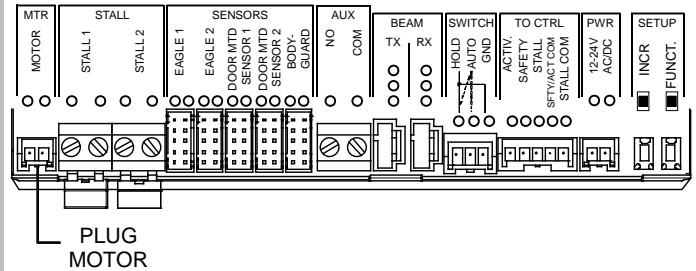 MTR
STALL
SENSORS
AUX
BEAM
SWITCH
TO CTRL
PWR
SETUP
MOTOR
STALL 1
STALL 2
EAGLE 1
EAGLE 2
DOOR MTD
SENSOR 1
DOOR MTD
SENSOR 2
BODY-
GUARD
NO
COM
TX
RX
HOLD
AUTO
GND
ACTIV.
SAFETY
STALL
SFTY/ACT COM
STALL COM
12-24V
AC/DC
INCR
FUNCT.
PLUG
MOTOR